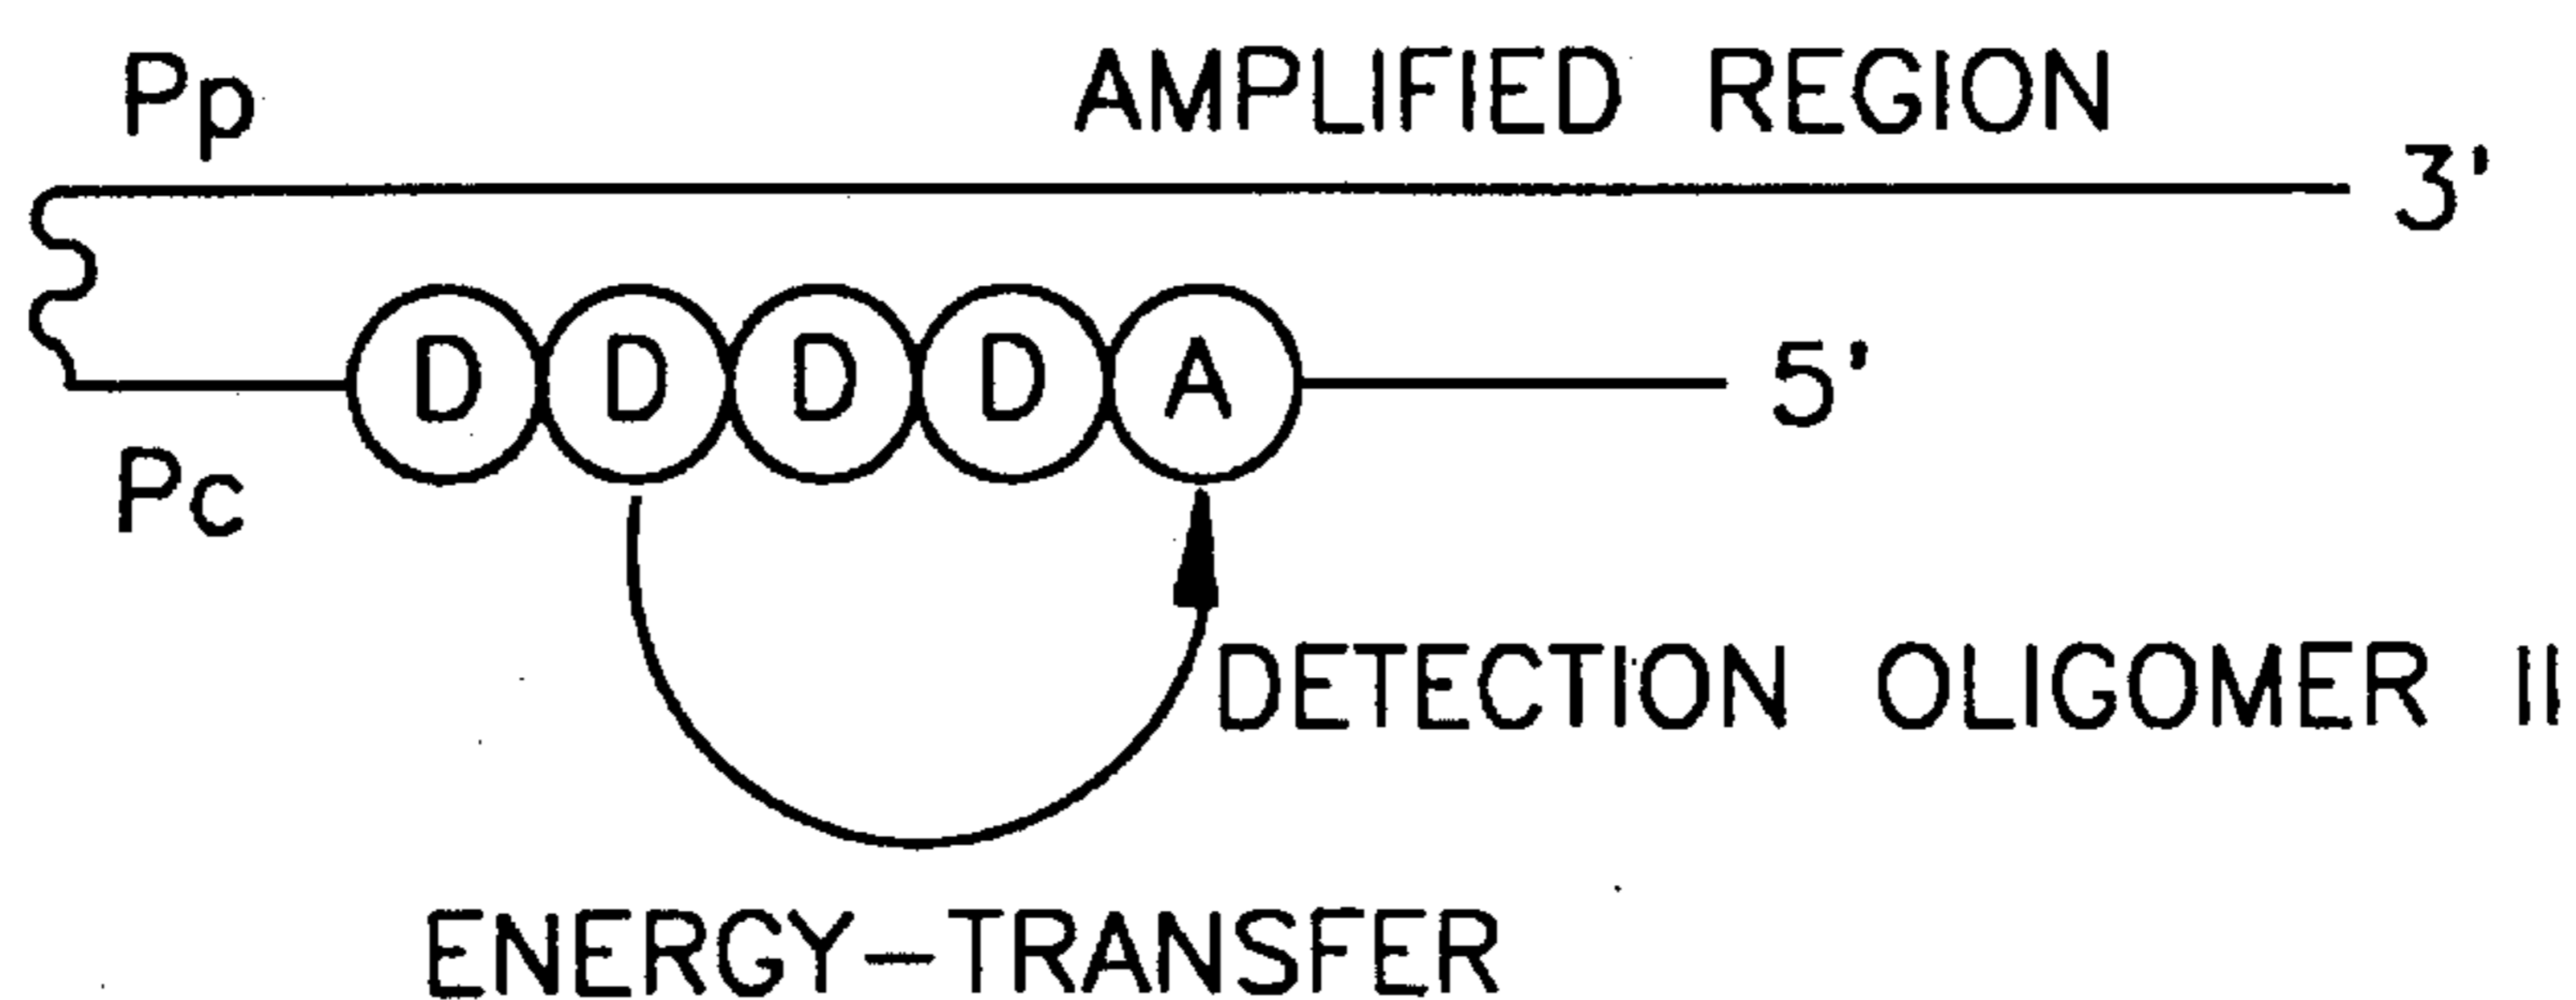 Pp AMPLIFIED REGION
3'
D D D D A 5'
Pc
DETECTION OLIGOMER II
ENERGY-TRANSFER